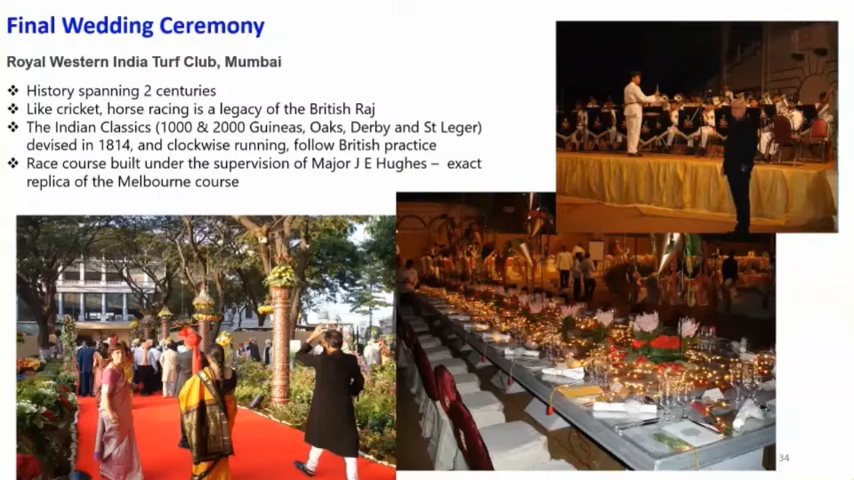 Final Wedding Ceremony
Royal Western India Turf Club, Mumbai
❖ History spanning 2 centuries
❖ Like cricket, horse racing is a legacy of the British Raj
❖ The Indian Classics (1000 & 2000 Guineas, Oaks, Derby and St Leger)
devised in 1814, and clockwise running, follow British practice
❖ Race course built under the supervision of Major J E Hughes – exact
replica of the Melbourne course
34